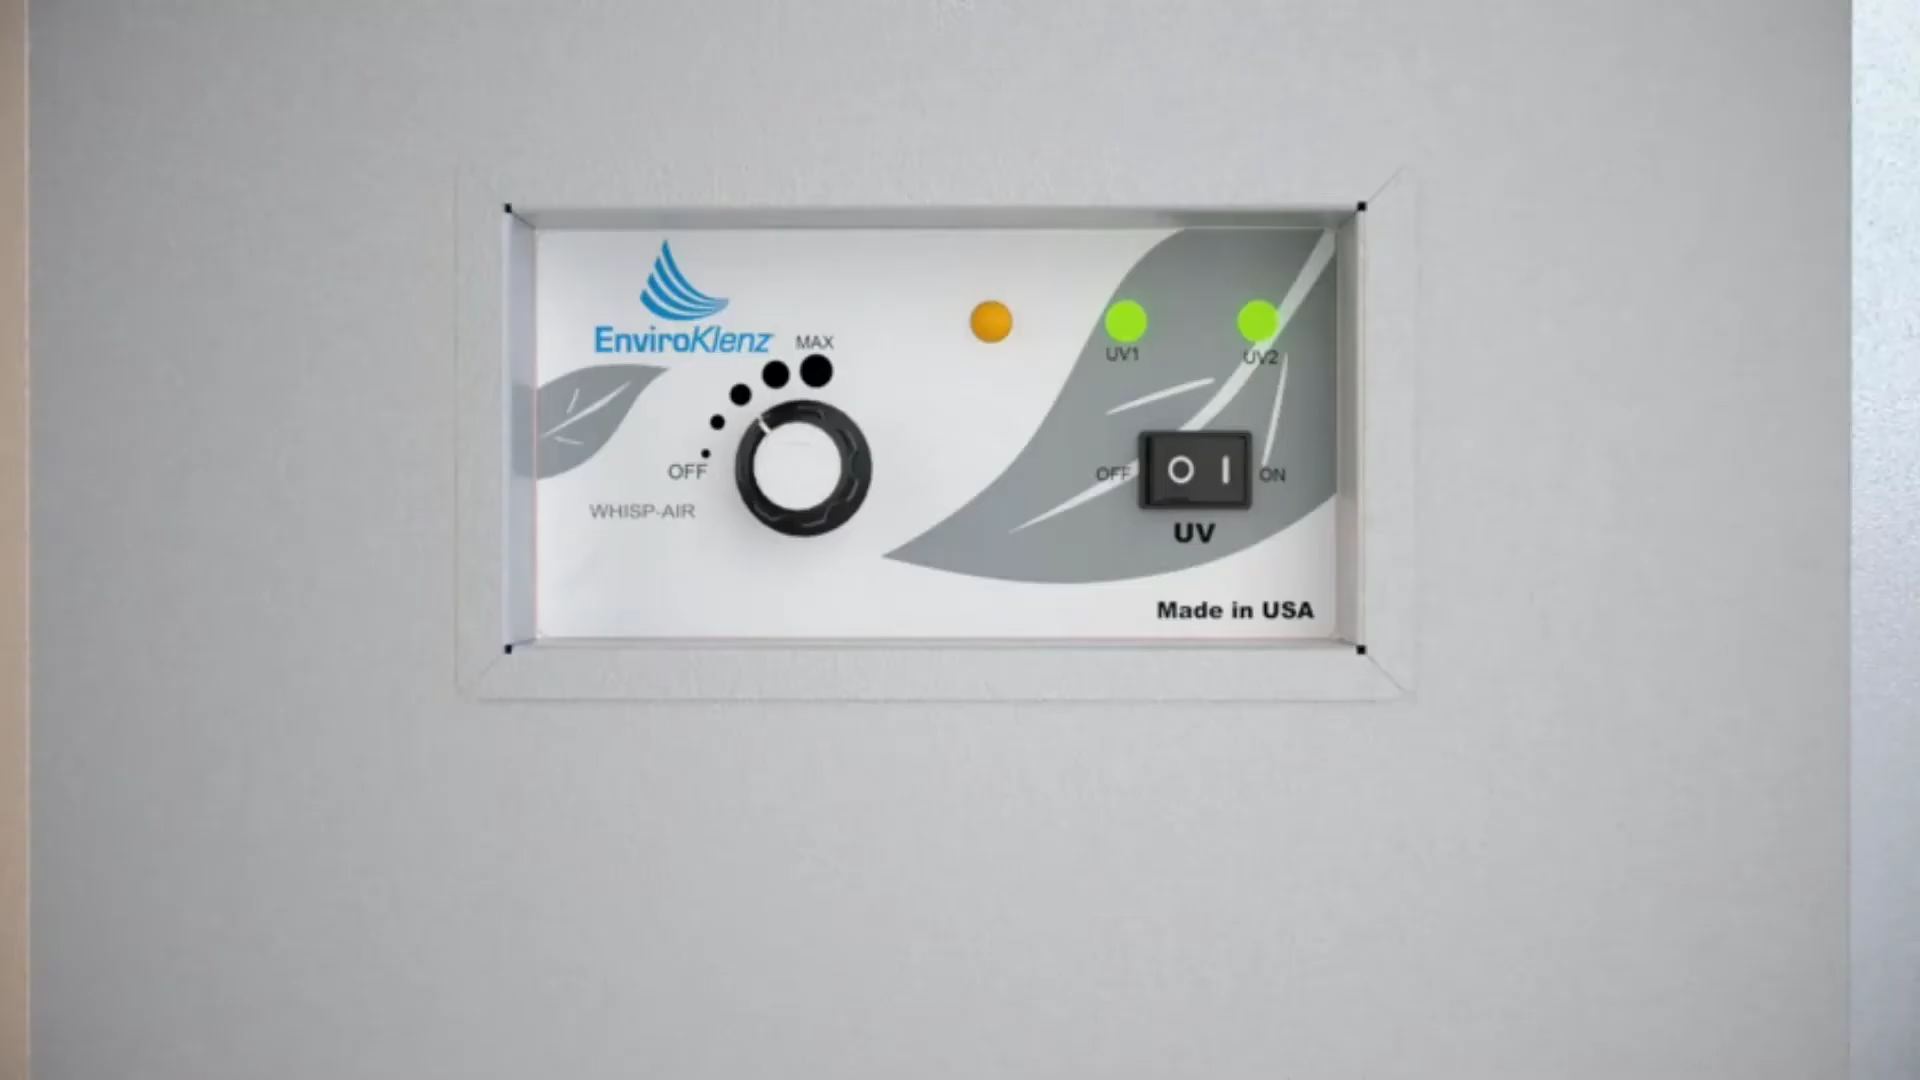 EnviroKlenz
MAX
OFF
WHISP-AIR
UV1
UV2
OFF
O I
ON
UV
Made in USA